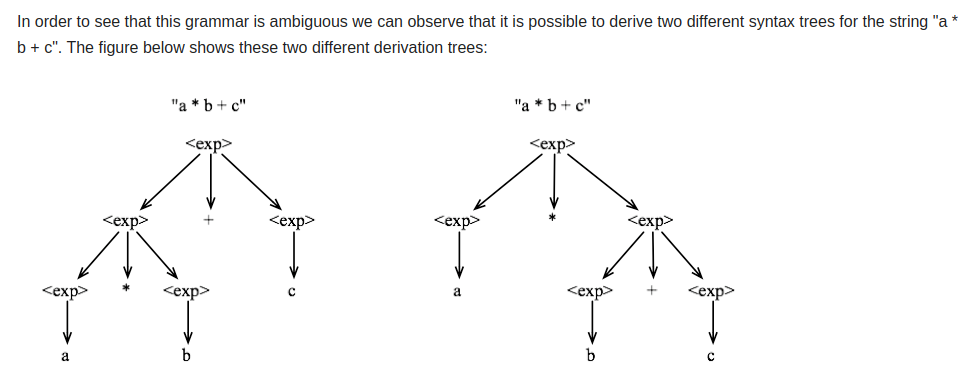 In order to see that this grammar is ambiguous we can observe that it is possible to derive two different syntax trees for the string "a *
b + c". The figure below shows these two different derivation trees:
"a * b + c" "a * b + c"
<exp> <exp>
<exp> + <exp> <exp> * <exp>
<exp> * <exp> c a <exp> + <exp>
a b b c